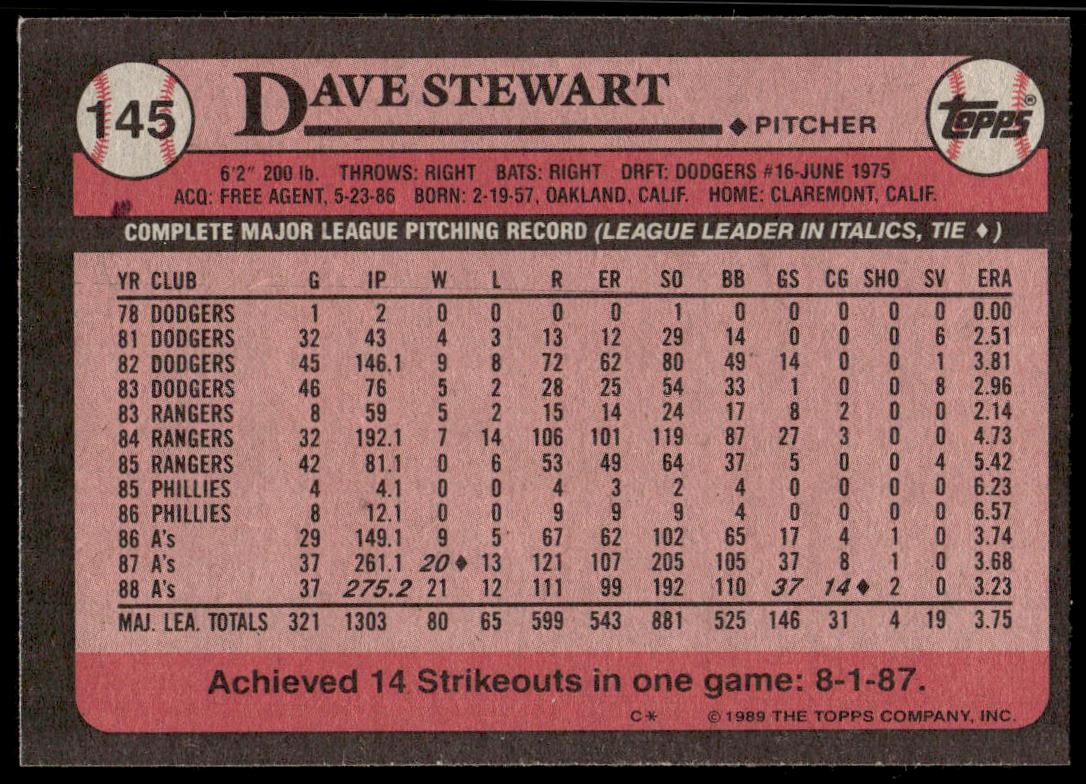 145
DAVE STEWART
◆ PITCHER
TOPPS®
6'2" 200 lb. THROWS: RIGHT BATS: RIGHT DRFT: DODGERS #16-JUNE 1975
ACQ: FREE AGENT, 5-23-86 BORN: 2-19-57, OAKLAND, CALIF. HOME: CLAREMONT, CALIF.
COMPLETE MAJOR LEAGUE PITCHING RECORD (LEAGUE LEADER IN ITALICS, TIE ♦)
YR CLUB G IP W L R ER SO BB GS CG SHO SV ERA
78 DODGERS 1 2 0 0 0 0 1 0 0 0 0 0 0.00
81 DODGERS 32 43 4 3 13 12 29 14 0 0 0 6 2.51
82 DODGERS 45 146.1 9 8 72 62 80 49 14 0 0 1 3.81
83 DODGERS 46 76 5 2 28 25 54 33 1 0 0 8 2.96
83 RANGERS 8 59 5 2 15 14 24 17 8 2 0 0 2.14
84 RANGERS 32 192.1 7 14 106 101 119 87 27 3 0 0 4.73
85 RANGERS 42 81.1 0 6 53 49 64 37 5 0 0 4 5.42
85 PHILLIES 4 4.1 0 0 4 3 2 4 0 0 0 0 6.23
86 PHILLIES 8 12.1 0 0 9 9 9 4 0 0 0 0 6.57
86 A's 29 149.1 9 5 67 62 102 65 17 4 1 0 3.74
87 A's 37 261.1 20♦ 13 121 107 205 105 37 8 1 0 3.68
88 A's 37 275.2 21 12 111 99 192 110 37 14♦ 2 0 3.23
MAJ. LEA. TOTALS 321 1303 80 65 599 543 881 525 146 31 4 19 3.75
Achieved 14 Strikeouts in one game: 8-1-87.
C* © 1989 THE TOPPS COMPANY, INC.